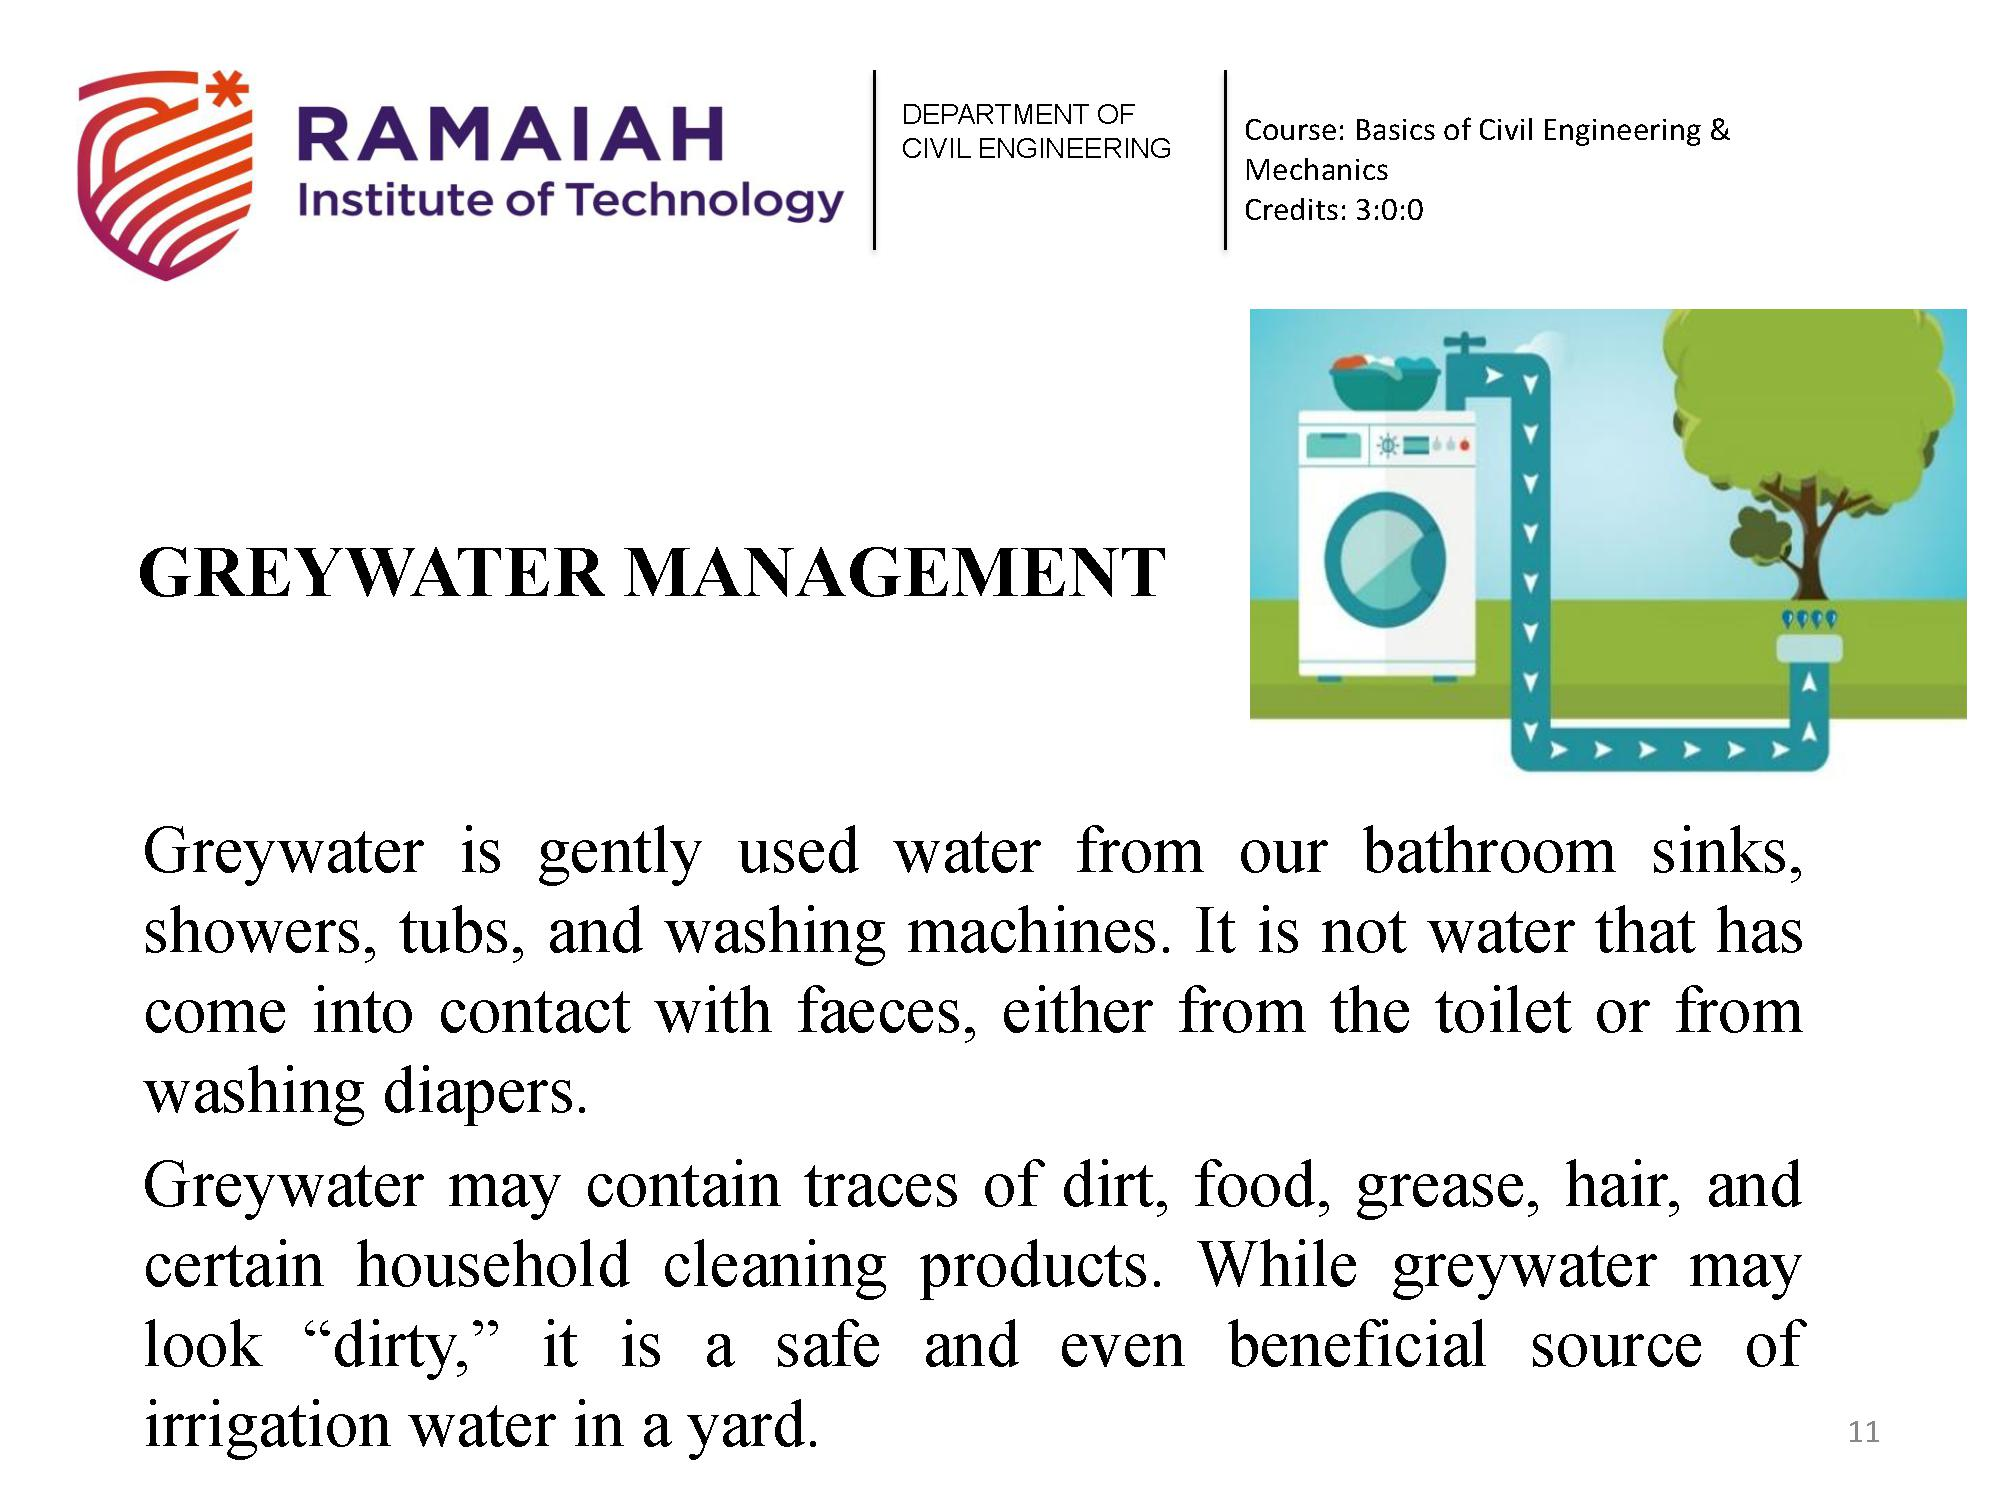 RAMAIAH
Institute of Technology
DEPARTMENT OF
CIVIL ENGINEERING
Course: Basics of Civil Engineering &
Mechanics
Credits: 3:0:0
GREYWATER MANAGEMENT
Greywater is gently used water from our bathroom sinks,
showers, tubs, and washing machines. It is not water that has
come into contact with faeces, either from the toilet or from
washing diapers.
Greywater may contain traces of dirt, food, grease, hair, and
certain household cleaning products. While greywater may
look “dirty,” it is a safe and even beneficial source of
irrigation water in a yard.
11